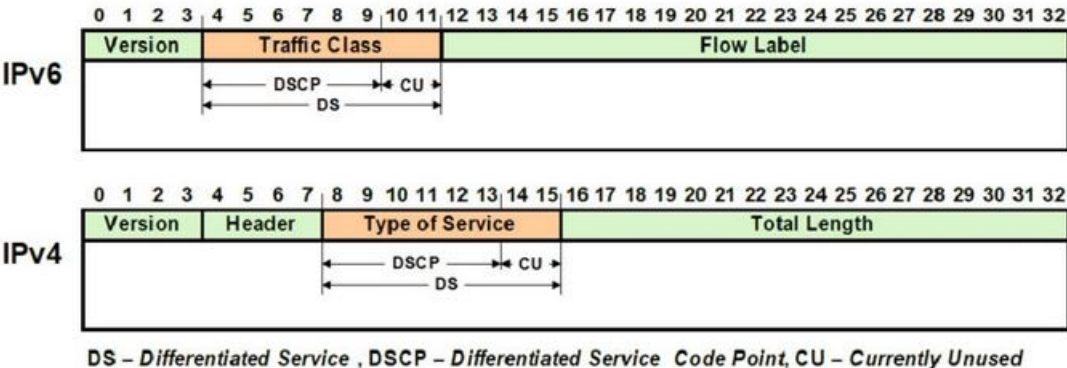 0 1 2 3 4 5 6 7 8 9 10 11 12 13 14 15 16 17 18 19 20 21 22 23 24 25 26 27 28 29 30 31 32
Version Traffic Class Flow Label
IPv6
DSCP CU
DS
0 1 2 3 4 5 6 7 8 9 10 11 12 13 14 15 16 17 18 19 20 21 22 23 24 25 26 27 28 29 30 31 32
Version Header Type of Service Total Length
IPv4
DSCP CU
DS
DS – Differentiated Service , DSCP – Differentiated Service Code Point, CU – Currently Unused